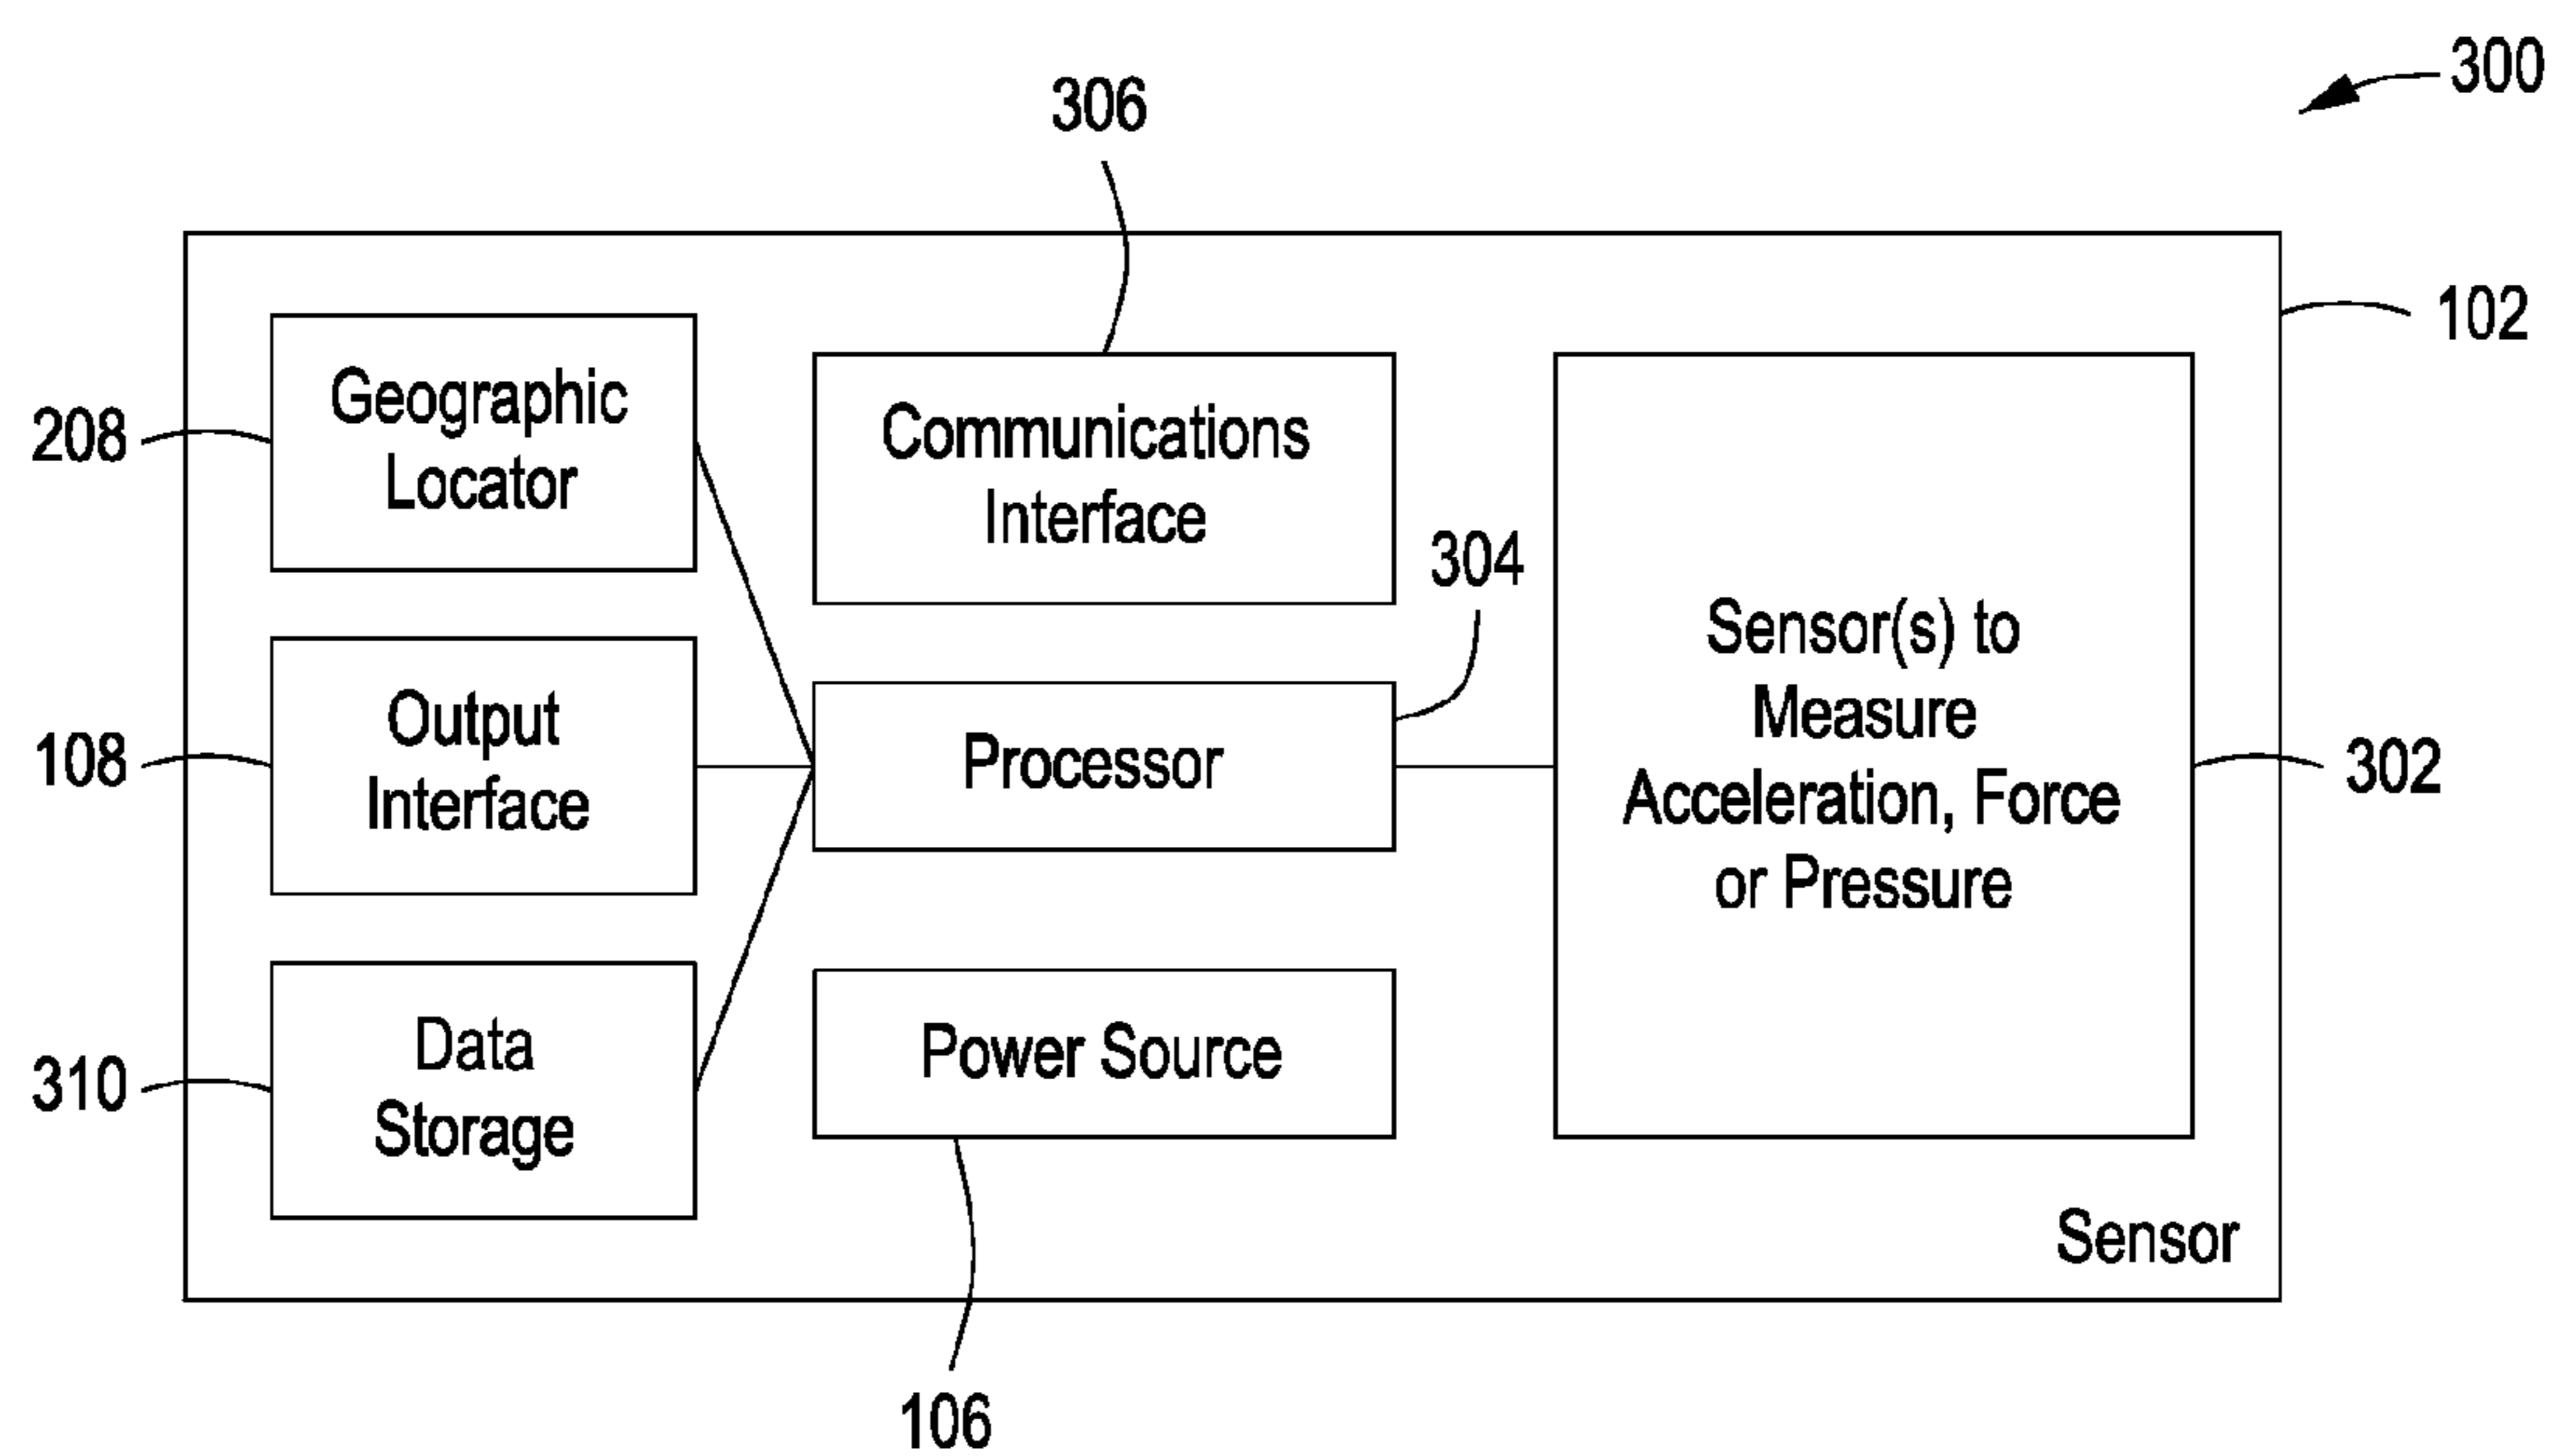 300
306
102
Geographic
Locator
208
Communications
Interface
304
Sensor(s) to
Measure
Acceleration, Force
or Pressure
302
Output
Interface
108
Processor
Data
Storage
310
Power Source
Sensor
106